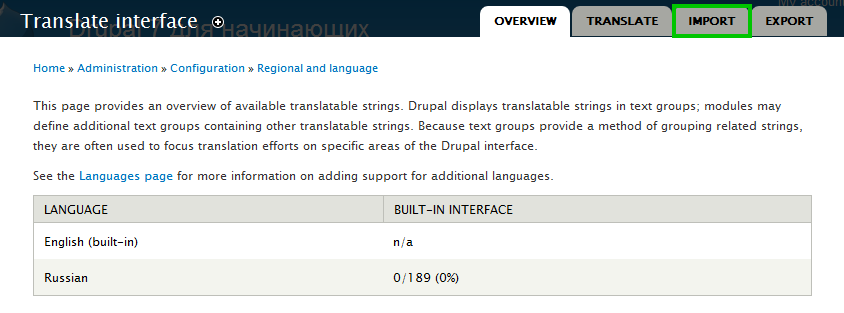 Translate interface
OVERVIEW TRANSLATE IMPORT EXPORT
Drupal 7 для начинающих
My account
Home » Administration » Configuration » Regional and language
This page provides an overview of available translatable strings. Drupal displays translatable strings in text groups; modules may
define additional text groups containing other translatable strings. Because text groups provide a method of grouping related strings,
they are often used to focus translation efforts on specific areas of the Drupal interface.
See the Languages page for more information on adding support for additional languages.
LANGUAGE BUILT-IN INTERFACE
English (built-in) n/a
Russian 0/189 (0%)